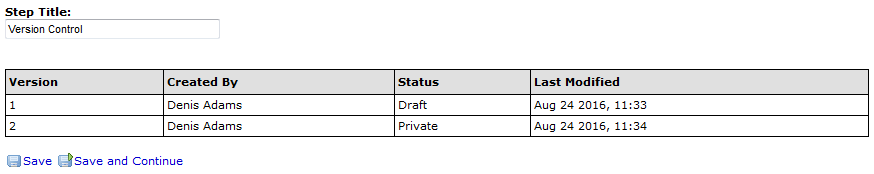 Step Title:
Version Control
Version Created By Status Last Modified
1 Denis Adams Draft Aug 24 2016, 11:33
2 Denis Adams Private Aug 24 2016, 11:34
Save Save and Continue